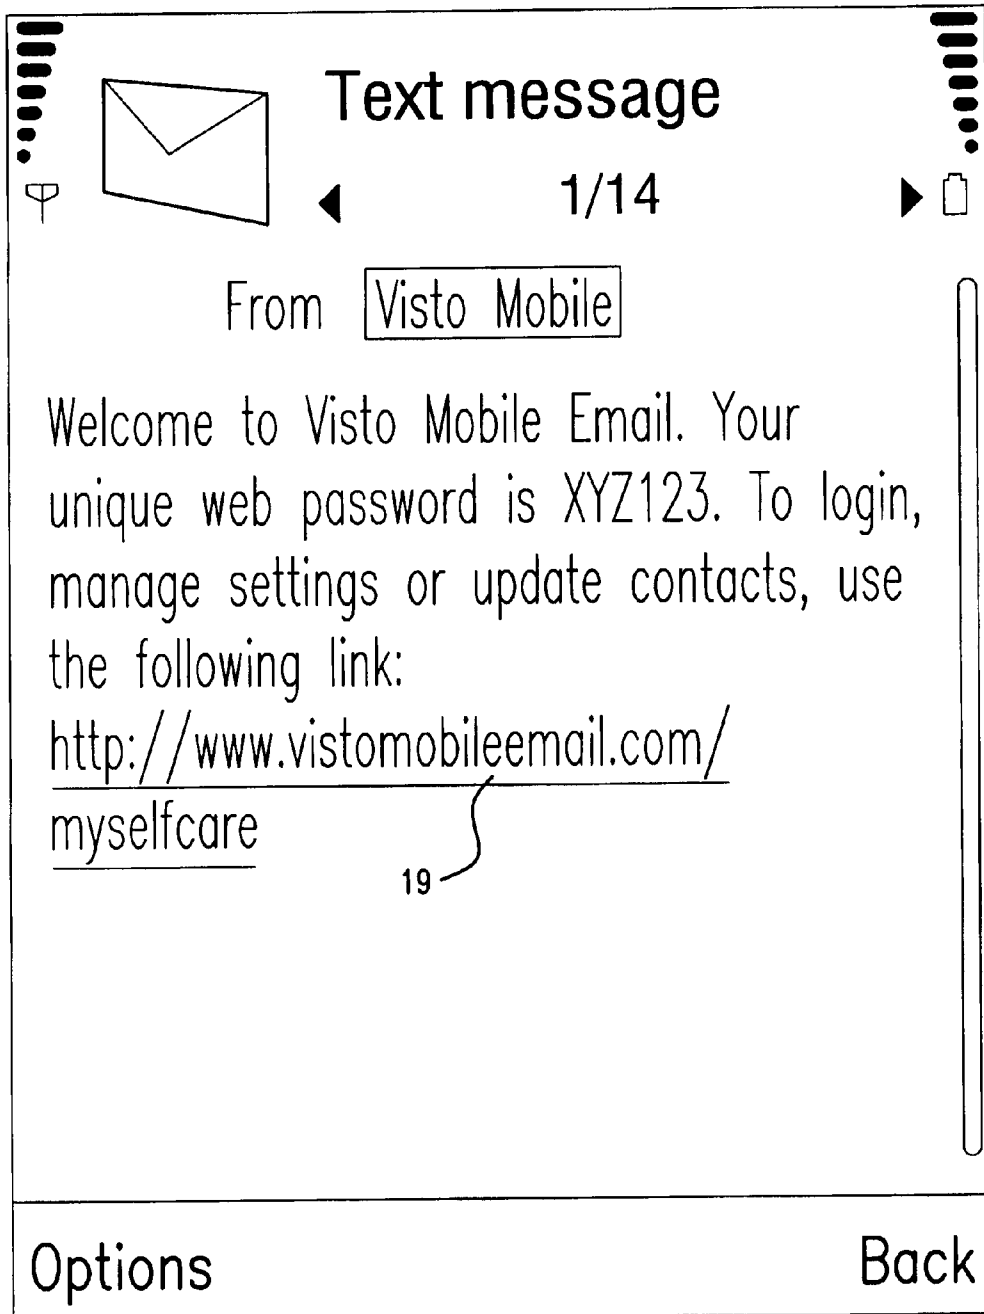 Text message
1/14
From Visto Mobile
Welcome to Visto Mobile Email. Your
unique web password is XYZ123. To login,
manage settings or update contacts, use
the following link:
http://www.vistomobileemail.com/
myselfcare
19
Options Back